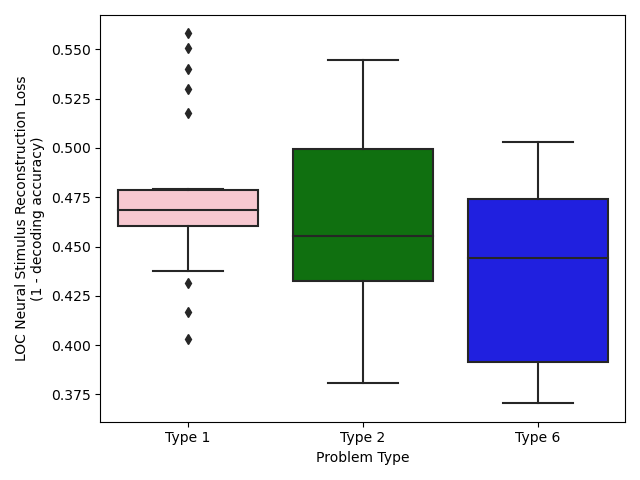 LOC Neural Stimulus Reconstruction Loss
(1 - decoding accuracy)
0.550
0.525
0.500
0.475
0.450
0.425
0.400
0.375
Type 1
Type 2
Type 6
Problem Type